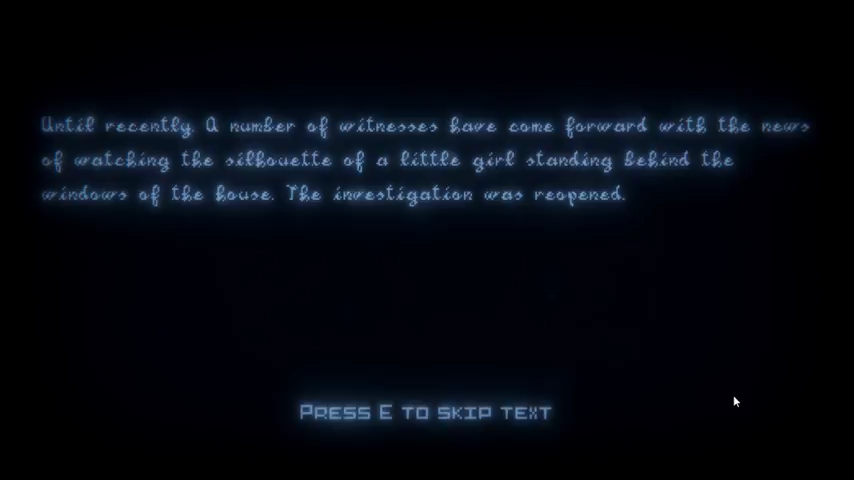 Until recently. A number of witnesses have come forward with the news
of watching the silhouette of a little girl standing behind the
windows of the house. The investigation was reopened.
Press E to skip text